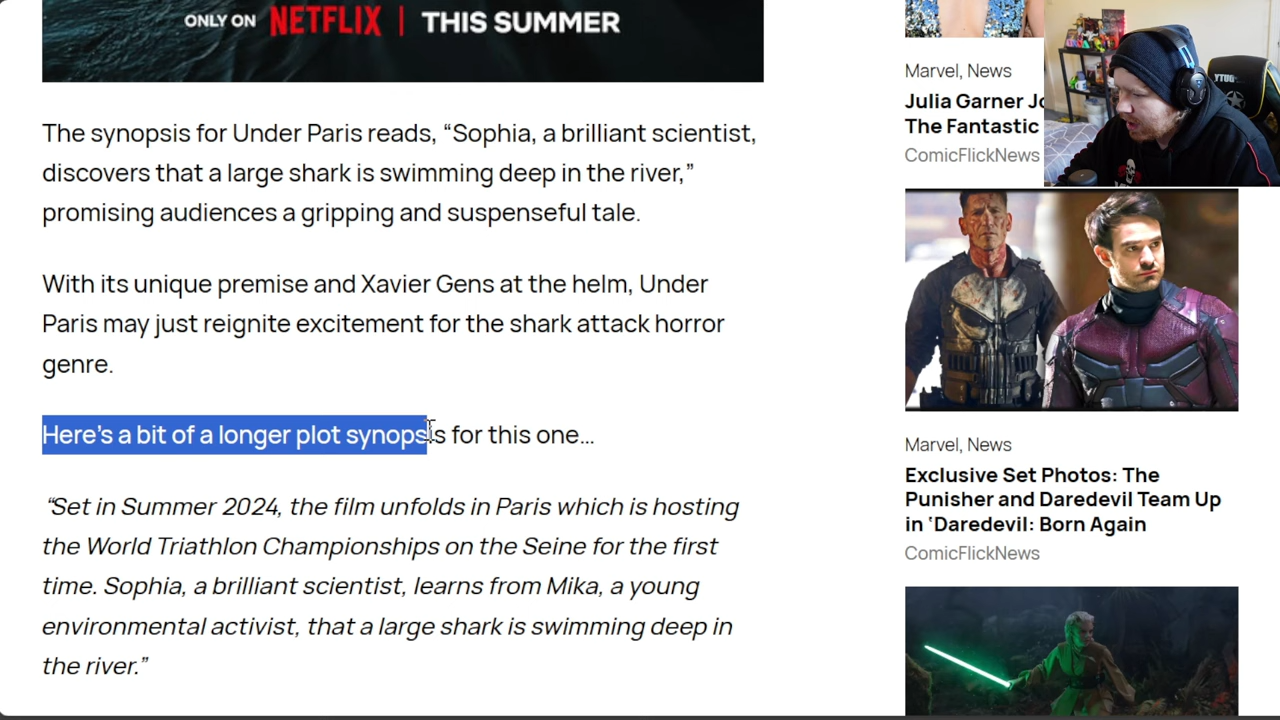 ONLY ON NETFLIX | THIS SUMMER
The synopsis for Under Paris reads, “Sophia, a brilliant scientist,
discovers that a large shark is swimming deep in the river,”
promising audiences a gripping and suspenseful tale.
With its unique premise and Xavier Gens at the helm, Under
Paris may just reignite excitement for the shark attack horror
genre.
Here’s a bit of a longer plot synopsis for this one…
“Set in Summer 2024, the film unfolds in Paris which is hosting
the World Triathlon Championships on the Seine for the first
time. Sophia, a brilliant scientist, learns from Mika, a young
environmental activist, that a large shark is swimming deep in
the river.”
Marvel, News
Julia Garner
The Fantastic
ComicFlickNews
Marvel, News
Exclusive Set Photos: The
Punisher and Daredevil Team Up
in ‘Daredevil: Born Again
ComicFlickNews